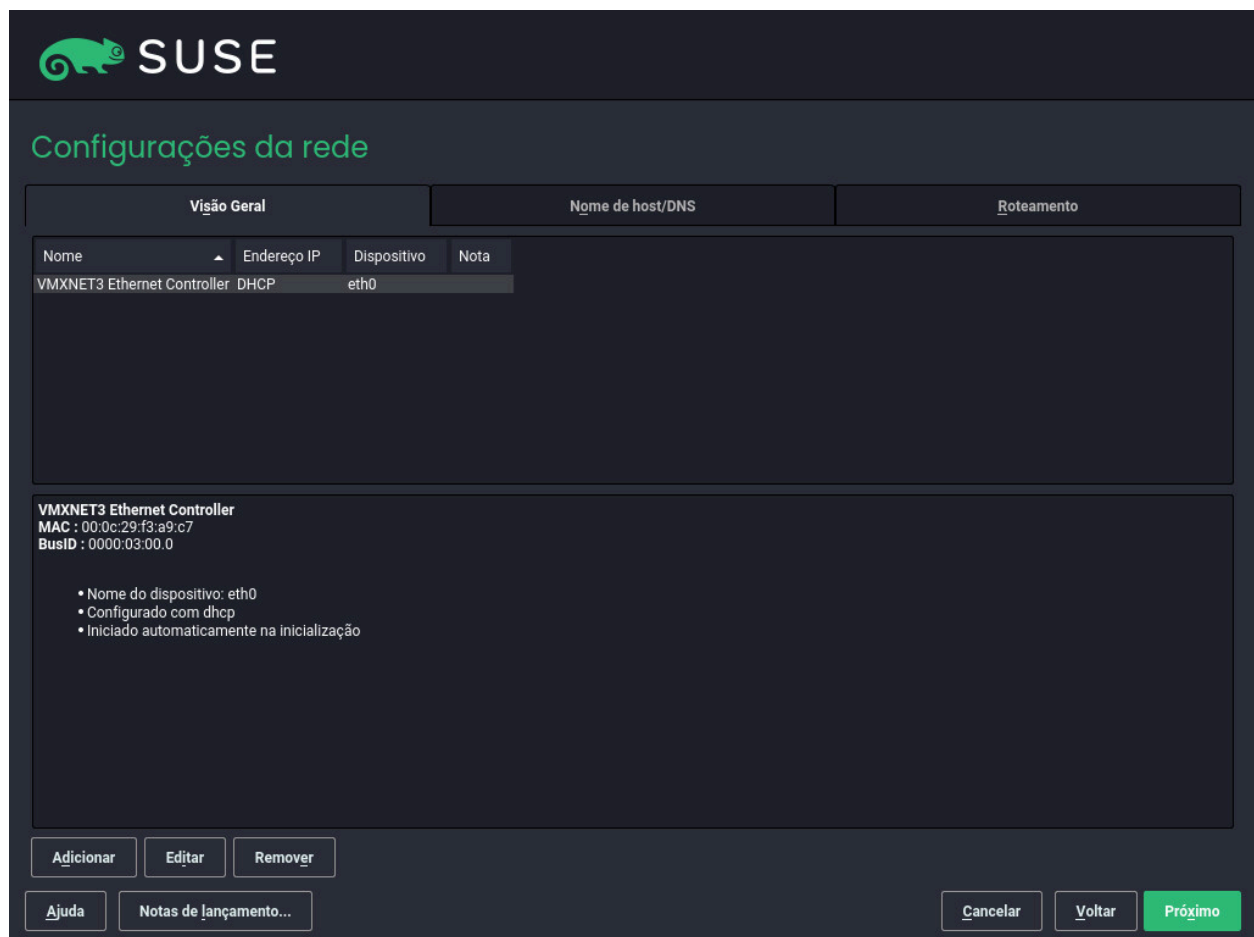 SUSE
Configurações da rede
Visão Geral
Nome de host/DNS
Roteamento
Nome Endereço IP Dispositivo Nota
VMXNET3 Ethernet Controller DHCP eth0
VMXNET3 Ethernet Controller
MAC : 00:0c:29:f3:a9:c7
BusID : 0000:03:00.0
• Nome do dispositivo: eth0
• Configurado com dhcp
• Iniciado automaticamente na inicialização
Adicionar Editar Remover
Ajuda Notas de lançamento... Cancelar Voltar Próximo